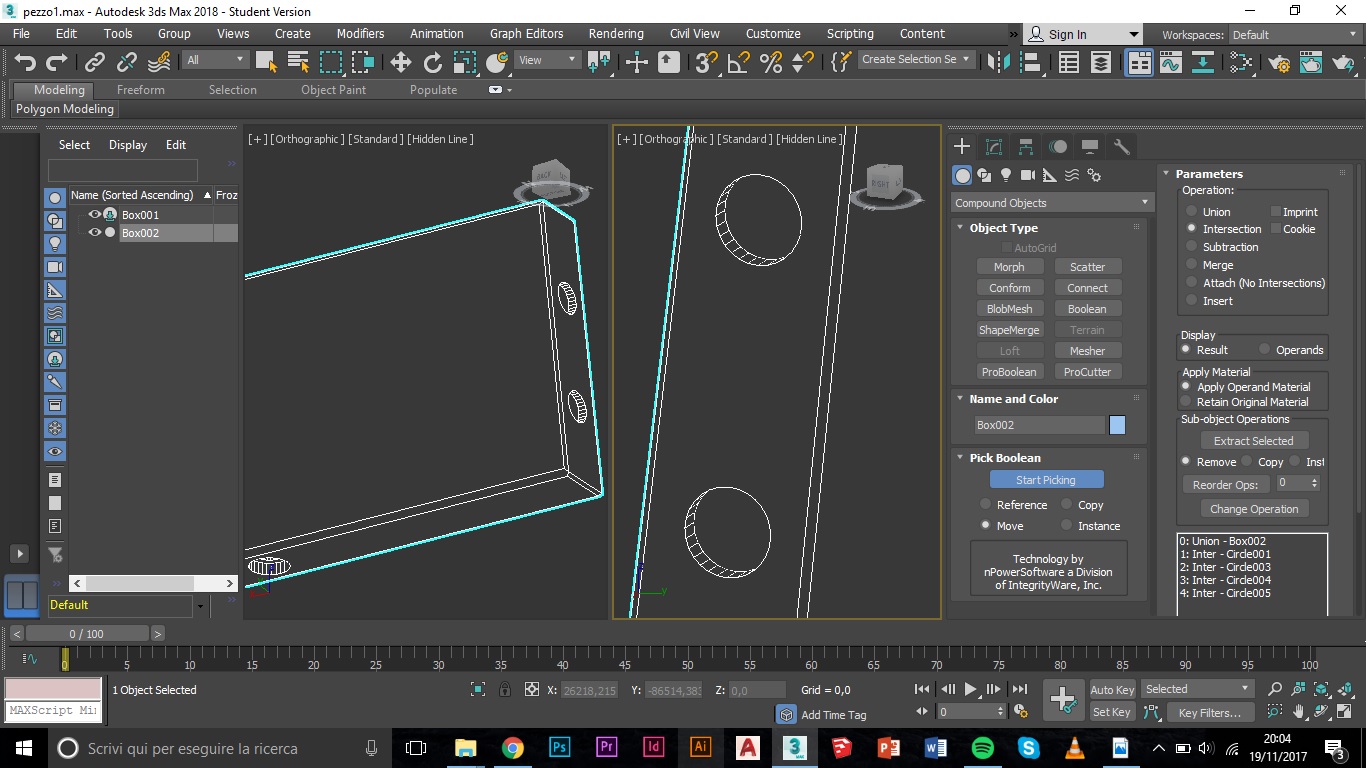 pezzo1.max - Autodesk 3ds Max 2018 - Student Version
File Edit Tools Group Views Create Modifiers Animation Graph Editors Rendering Civil View Customize Scripting Content Sign In Workspaces: Default
All View Create Selection Se
Modeling Freeform Selection Object Paint Populate
Polygon Modeling
Select Display Edit
Name (Sorted Ascending) Froz
Box001
Box002
Default
[+] [Orthographic] [Standard] [Hidden Line]
BACK
[+] [Orthographic] [Standard] [Hidden Line]
RIGHT
y
Compound Objects
Object Type
AutoGrid
Morph Scatter
Conform Connect
BlobMesh Boolean
ShapeMerge Terrain
Loft Mesher
ProBoolean ProCutter
Name and Color
Box002
Pick Boolean
Start Picking
Reference Copy
Move Instance
Technology by
nPowerSoftware a Division
of IntegrityWare, Inc.
Parameters
Operation:
Union Imprint
Intersection Cookie
Subtraction
Merge
Attach (No Intersections)
Insert
Display
Result Operands
Apply Material
Apply Operand Material
Retain Original Material
Sub-object Operations
Extract Selected
Remove Copy Inst
Reorder Ops: 0
Change Operation
0: Union - Box002
1: Inter - Circle001
2: Inter - Circle003
3: Inter - Circle004
4: Inter - Circle005
< 0 / 100 >
0 5 10 15 20 25 30 35 40 45 50 55 60 65 70 75 80 85 90 95 100
1 Object Selected X: 26218,215 Y: -86514,383 Z: 0,0 Grid = 0,0 Auto Key Selected
MAXScript Mi Add Time Tag 0 Set Key Key Filters...
Scrivi qui per eseguire la ricerca
Ps Pr Id Ai A 3 MAX P W S
20:04
19/11/2017
3